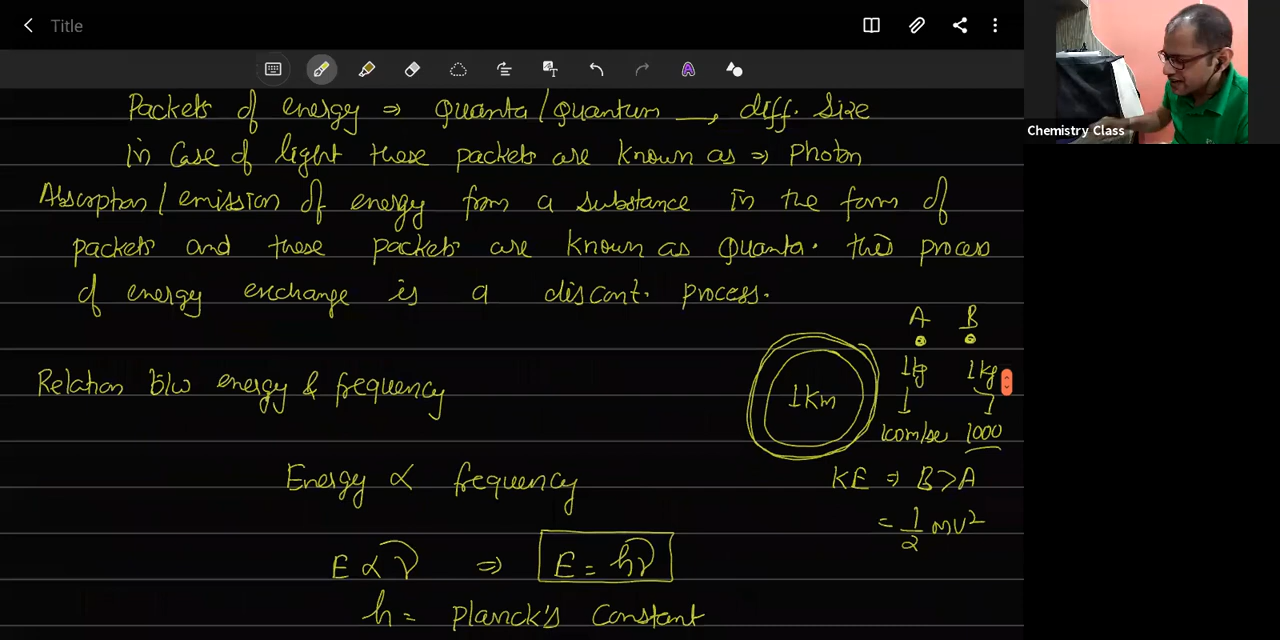 Title
Packets of energy ⇒ Quanta/Quantum → diff. size
in case of light these packets are known as ⇒ Photon
Absorption/emission of energy from a substance in the form of
packets and these packets are known as Quanta. this process
of energy exchange is a discont. process.
Relation b/w energy & frequency
Energy ∝ frequency
E ∝ ν ⇒ E = hν
h = Planck's Constant
1 Km
A B
1kg 1kg
100m/se 1000
KE ⇒ B > A
= 1/2 mv²
Chemistry Class